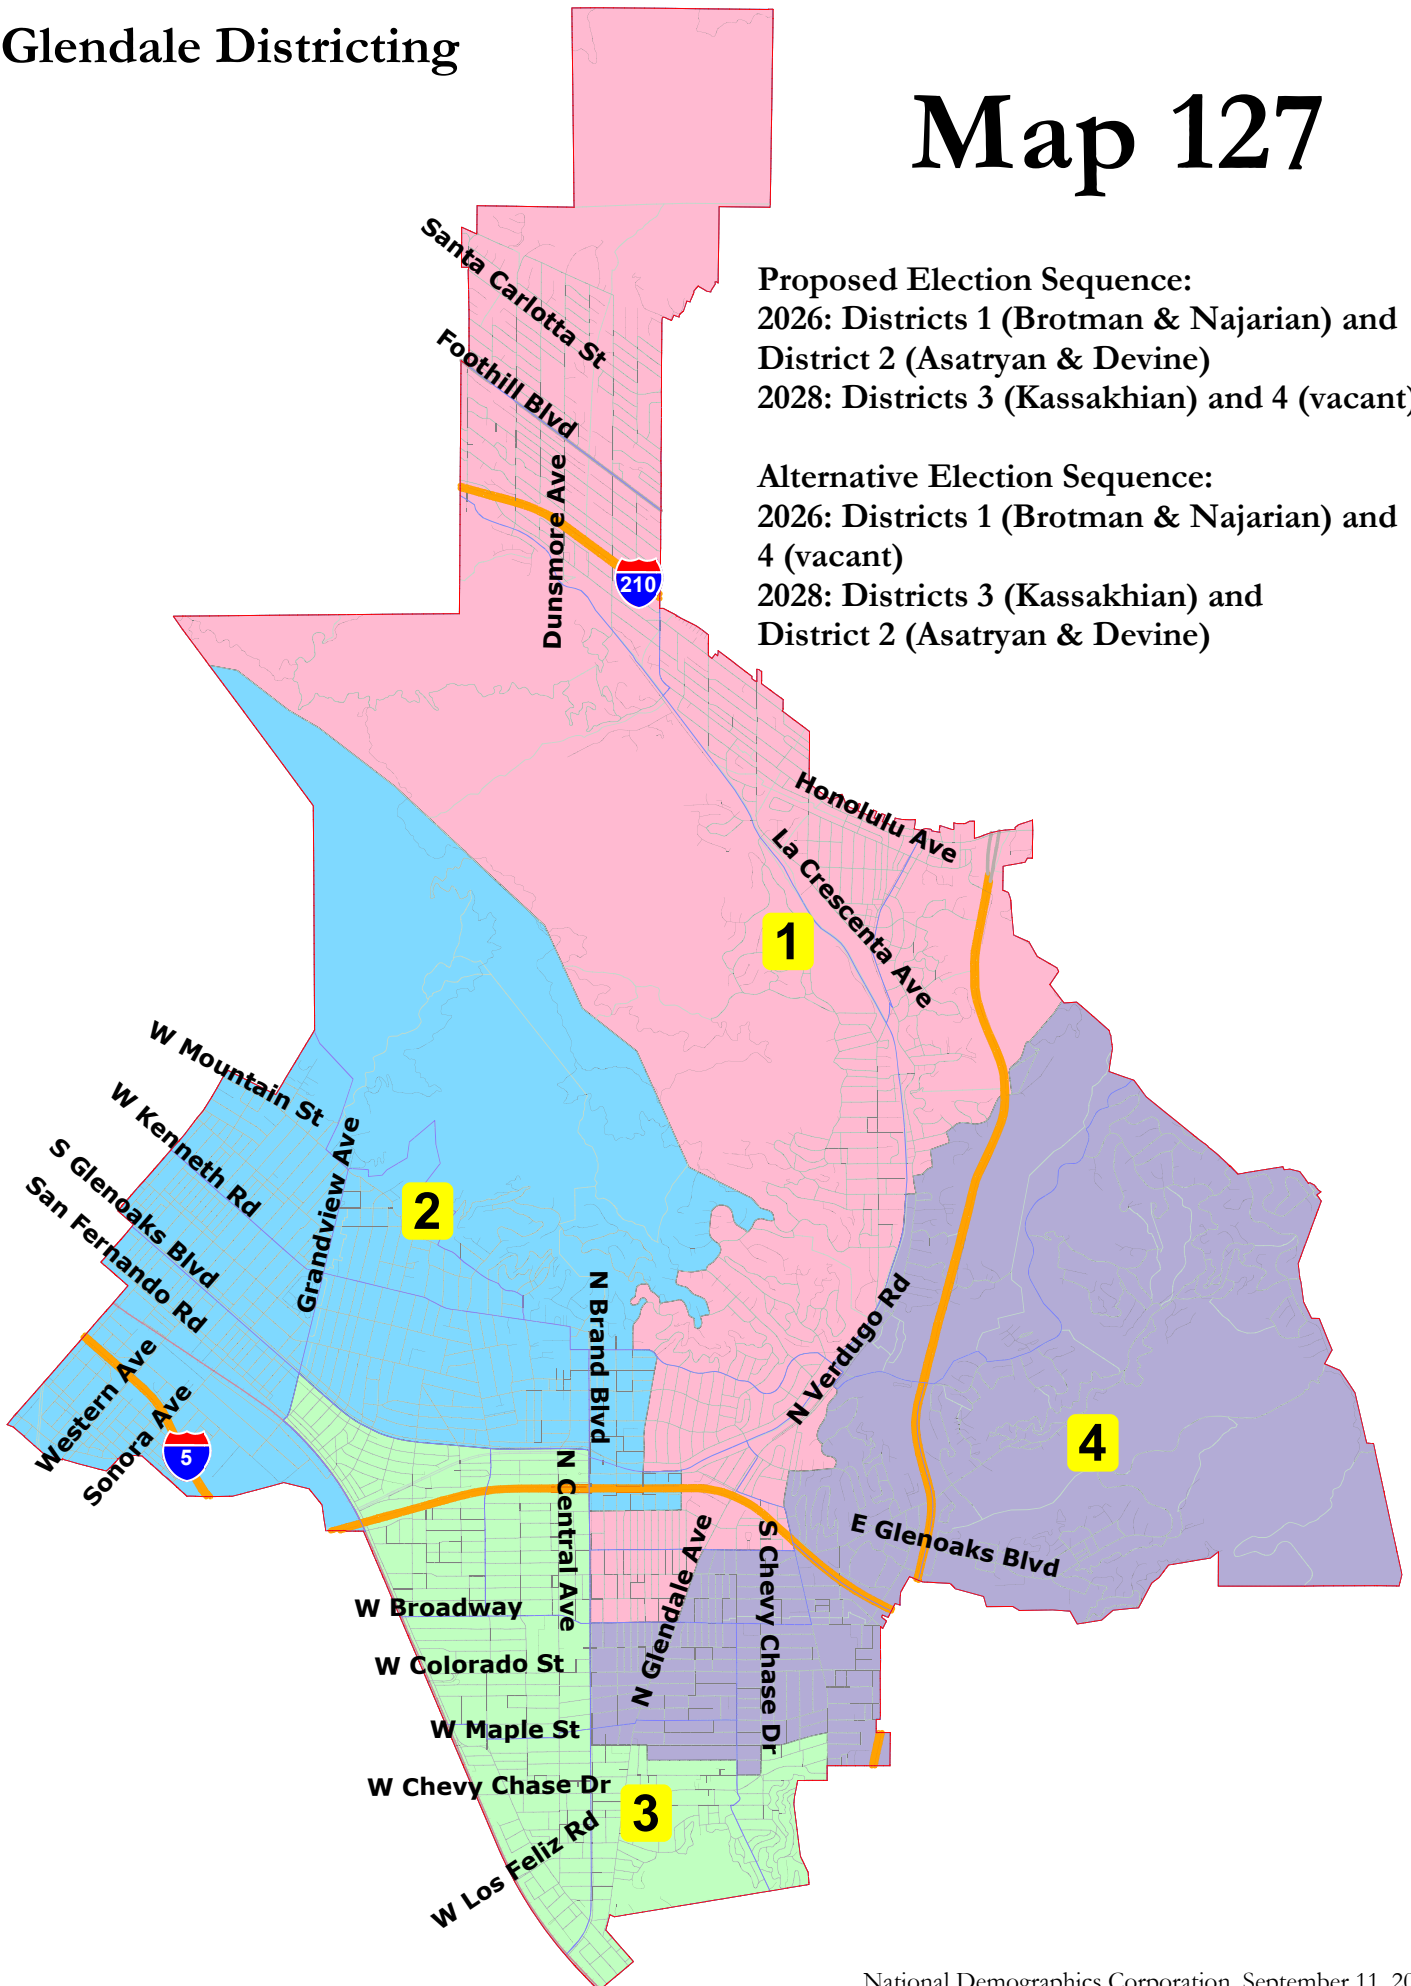 Glendale Districting
Map 127
Proposed Election Sequence:
2026: Districts 1 (Brotman & Najarian) and
District 2 (Asatryan & Devine)
2028: Districts 3 (Kassakhian) and 4 (vacant)
Alternative Election Sequence:
2026: Districts 1 (Brotman & Najarian) and
4 (vacant)
2028: Districts 3 (Kassakhian) and
District 2 (Asatryan & Devine)
Santa Carlotta St
Foothill Blvd
Dunsmore Ave
210
Honolulu Ave
La Crescenta Ave
1
W Mountain St
W Kenneth Rd
S Glenoaks Blvd
San Fernando Rd
Grandview Ave
2
N Brand Blvd
N Verdugo Rd
Western Ave
Sonora Ave
5
4
N Central Ave
N Glendale Ave
S Chevy Chase Dr
E Glenoaks Blvd
W Broadway
W Colorado St
W Maple St
W Chevy Chase Dr
3
W Los Feliz Rd
National Demographics Corporation, September 11, 20